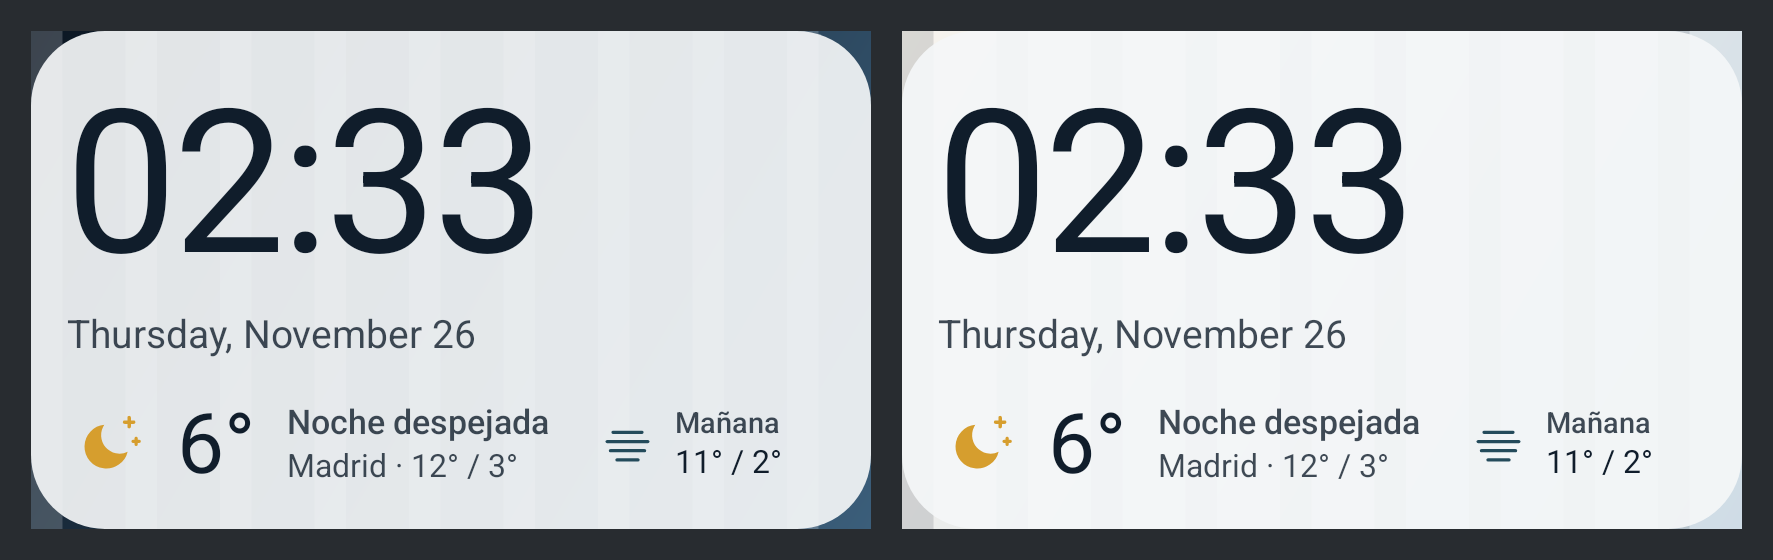 02:33
Thursday, November 26
6°
Noche despejada
Madrid · 12° / 3°
Mañana
11° / 2°
02:33
Thursday, November 26
6°
Noche despejada
Madrid · 12° / 3°
Mañana
11° / 2°